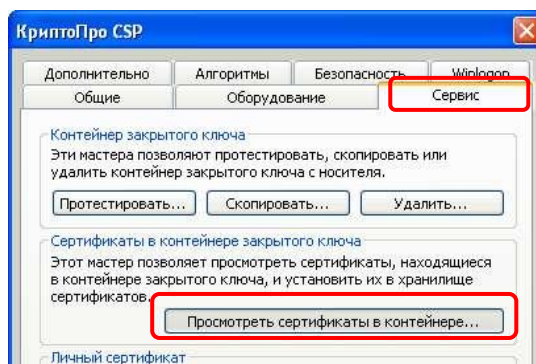 КриптоПро CSP
Дополнительно Алгоритмы Безопасность Winlogon
Общие Оборудование Сервис
Контейнер закрытого ключа
Эти мастера позволяют протестировать, скопировать или
удалить контейнер закрытого ключа с носителя.
Протестировать... Скопировать... Удалить...
Сертификаты в контейнере закрытого ключа
Этот мастер позволяет просмотреть сертификаты, находящиеся
в контейнере закрытого ключа, и установить их в хранилище
сертификатов.
Просмотреть сертификаты в контейнере...
Личный сертификат